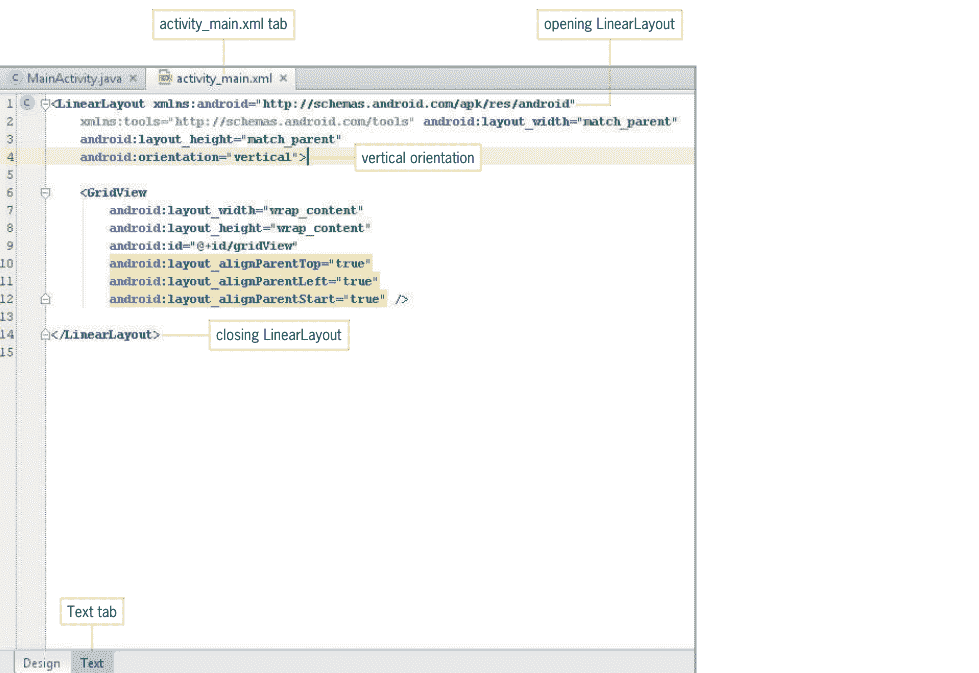 activity_main.xml tab
opening LinearLayout
C MainActivity.java × activity_main.xml ×
1 C <LinearLayout xmlns:android="http://schemas.android.com/apk/res/android"
2 xmlns:tools="http://schemas.android.com/tools" android:layout_width="match_parent"
3 android:layout_height="match_parent"
4 android:orientation="vertical"> vertical orientation
5
6 <GridView
7 android:layout_width="wrap_content"
8 android:layout_height="wrap_content"
9 android:id="@+id/gridView"
10 android:layout_alignParentTop="true"
11 android:layout_alignParentLeft="true"
12 android:layout_alignParentStart="true" />
13
14 </LinearLayout> closing LinearLayout
15
Text tab
Design Text